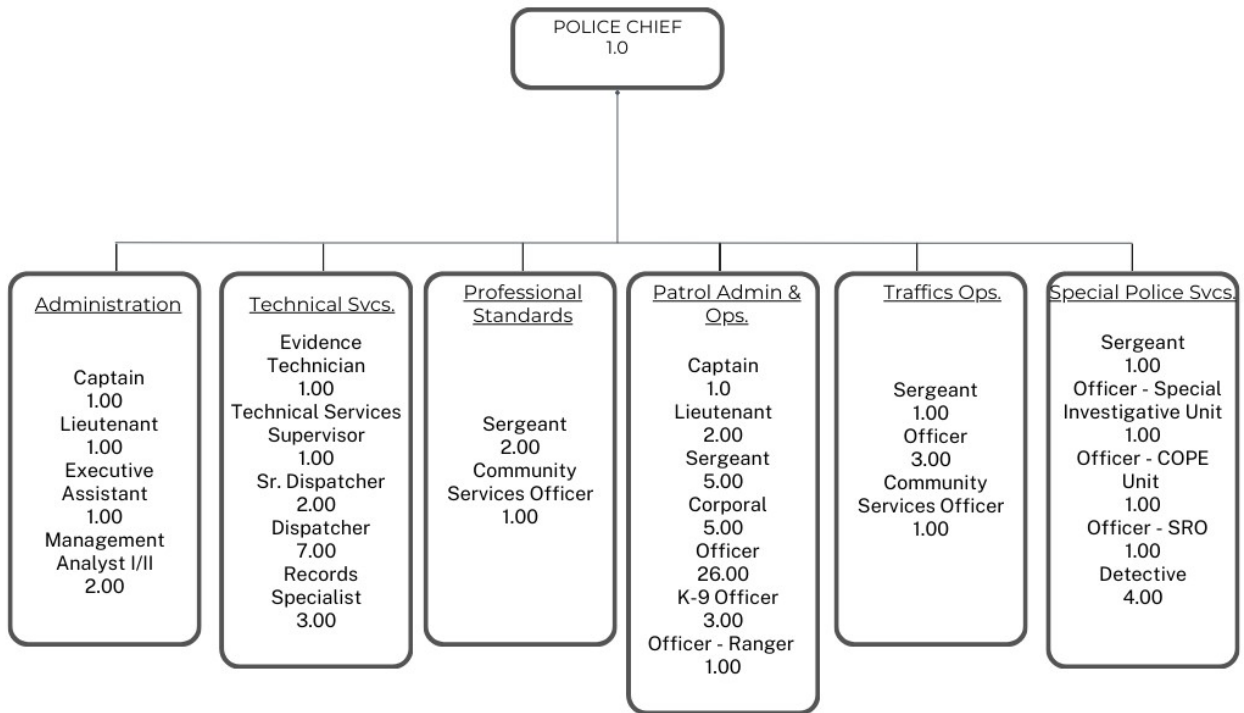 POLICE CHIEF
1.0
Administration
Captain
1.00
Lieutenant
1.00
Executive
Assistant
1.00
Management
Analyst I/II
2.00
Technical Svcs.
Evidence
Technician
1.00
Technical Services
Supervisor
1.00
Sr. Dispatcher
2.00
Dispatcher
7.00
Records
Specialist
3.00
Professional
Standards
Sergeant
2.00
Community
Services Officer
1.00
Patrol Admin &
Ops.
Captain
1.0
Lieutenant
2.00
Sergeant
5.00
Corporal
5.00
Officer
26.00
K-9 Officer
3.00
Officer - Ranger
1.00
Traffics Ops.
Sergeant
1.00
Officer
3.00
Community
Services Officer
1.00
Special Police Svcs.
Sergeant
1.00
Officer - Special
Investigative Unit
1.00
Officer - COPE
Unit
1.00
Officer - SRO
1.00
Detective
4.00